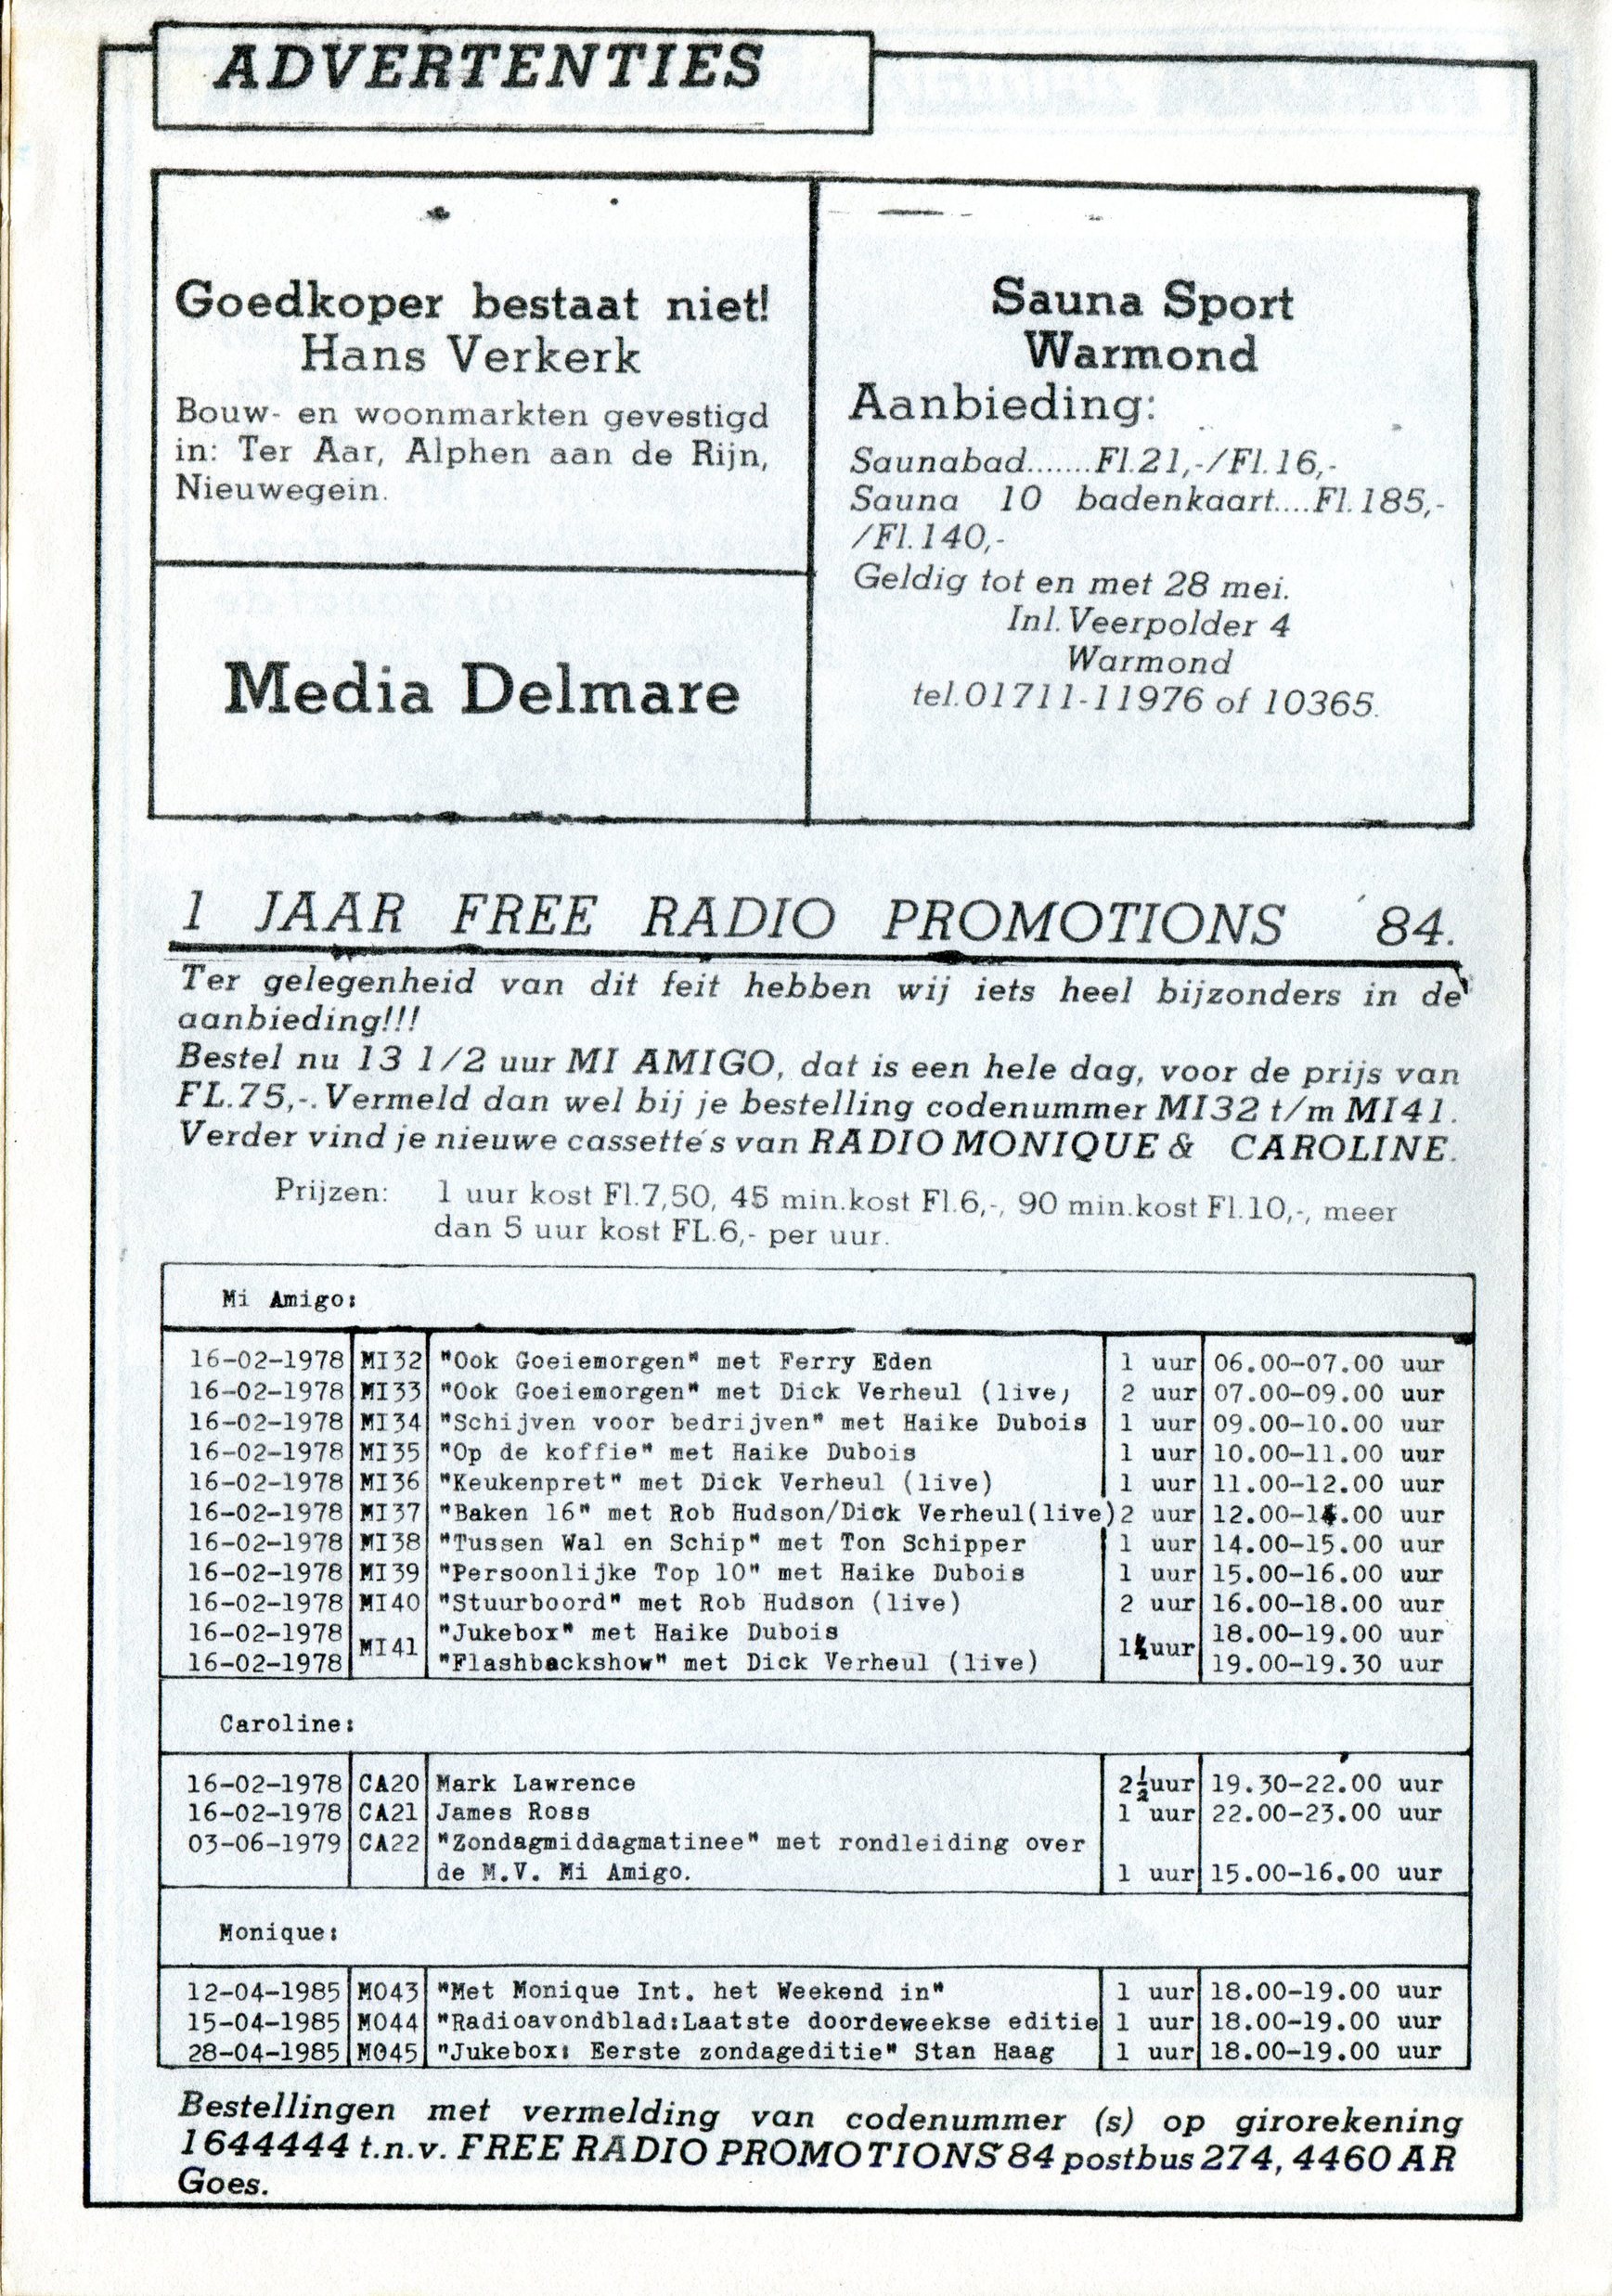 ADVERTENTIES
Goedkoper bestaat niet!
Hans Verkerk
Bouw- en woonmarkten gevestigd
in: Ter Aar, Alphen aan de Rijn,
Nieuwegein.
Media Delmare
Sauna Sport
Warmond
Aanbieding:
Saunabad.......Fl.21,-/Fl.16,-
Sauna 10 badenkaart....Fl.185,-
/Fl.140,-
Geldig tot en met 28 mei.
Inl. Veerpolder 4
Warmond
tel.01711-11976 of 10365.
1 JAAR FREE RADIO PROMOTIONS '84.
Ter gelegenheid van dit feit hebben wij iets heel bijzonders in de
aanbieding!!!
Bestel nu 13 1/2 uur MI AMIGO, dat is een hele dag, voor de prijs van
FL.75,-. Vermeld dan wel bij je bestelling codenummer MI32 t/m MI41.
Verder vind je nieuwe cassette's van RADIO MONIQUE & CAROLINE.
Prijzen: 1 uur kost Fl.7,50, 45 min.kost Fl.6,-, 90 min.kost Fl.10,-, meer
dan 5 uur kost FL.6,- per uur.
Mi Amigo:
16-02-1978 MI32 "Ook Goeiemorgen" met Ferry Eden 1 uur 06.00-07.00 uur
16-02-1978 MI33 "Ook Goeiemorgen" met Dick Verheul (live) 2 uur 07.00-09.00 uur
16-02-1978 MI34 "Schijven voor bedrijven" met Haike Dubois 1 uur 09.00-10.00 uur
16-02-1978 MI35 "Op de koffie" met Haike Dubois 1 uur 10.00-11.00 uur
16-02-1978 MI36 "Keukenpret" met Dick Verheul (live) 1 uur 11.00-12.00 uur
16-02-1978 MI37 "Baken 16" met Rob Hudson/Dick Verheul(live) 2 uur 12.00-14.00 uur
16-02-1978 MI38 "Tussen Wal en Schip" met Ton Schipper 1 uur 14.00-15.00 uur
16-02-1978 MI39 "Persoonlijke Top 10" met Haike Dubois 1 uur 15.00-16.00 uur
16-02-1978 MI40 "Stuurboord" met Rob Hudson (live) 2 uur 16.00-18.00 uur
16-02-1978 "Jukebox" met Haike Dubois 18.00-19.00 uur
MI41 1½uur
16-02-1978 "Flashbackshow" met Dick Verheul (live) 19.00-19.30 uur
Caroline:
16-02-1978 CA20 Mark Lawrence 2½uur 19.30-22.00 uur
16-02-1978 CA21 James Ross 1 uur 22.00-23.00 uur
03-06-1979 CA22 "Zondagmiddagmatinee" met rondleiding over
de M.V. Mi Amigo. 1 uur 15.00-16.00 uur
Monique:
12-04-1985 MO43 "Met Monique Int. het Weekend in" 1 uur 18.00-19.00 uur
15-04-1985 MO44 "Radioavondblad:Laatste doordeweekse editie 1 uur 18.00-19.00 uur
28-04-1985 MO45 "Jukebox: Eerste zondageditie" Stan Haag 1 uur 18.00-19.00 uur
Bestellingen met vermelding van codenummer (s) op girorekening
1644444 t.n.v. FREE RADIO PROMOTIONS'84 postbus 274, 4460 AR
Goes.